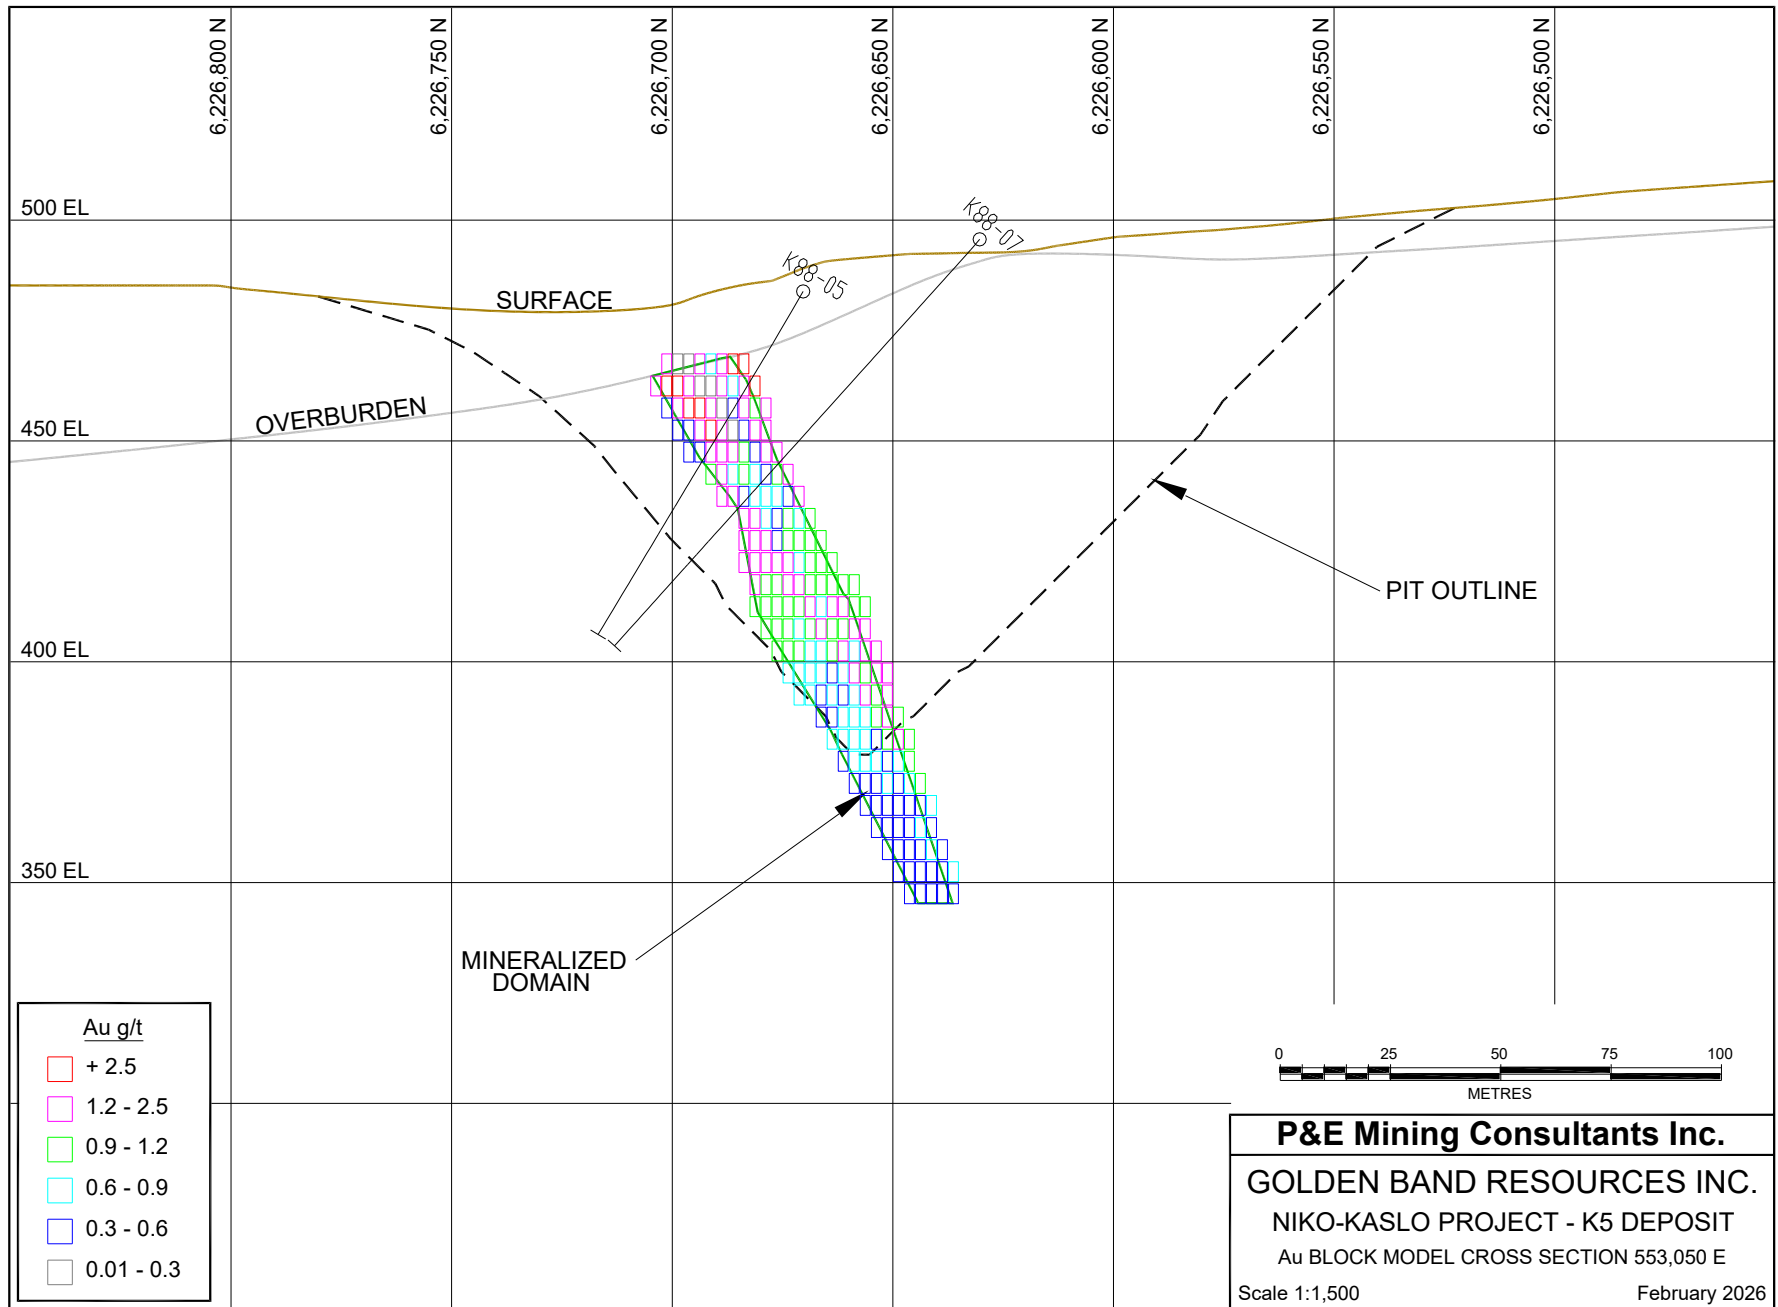 6,226,800 N
6,226,750 N
6,226,700 N
6,226,650 N
6,226,600 N
6,226,550 N
6,226,500 N
500 EL
K88-07
K88-05
SURFACE
OVERBURDEN
450 EL
PIT OUTLINE
400 EL
350 EL
MINERALIZED
DOMAIN
Au g/t
+ 2.5
1.2 - 2.5
0.9 - 1.2
0.6 - 0.9
0.3 - 0.6
0.01 - 0.3
0 25 50 75 100
METRES
P&E Mining Consultants Inc.
GOLDEN BAND RESOURCES INC.
NIKO-KASLO PROJECT - K5 DEPOSIT
Au BLOCK MODEL CROSS SECTION 553,050 E
Scale 1:1,500 February 2026